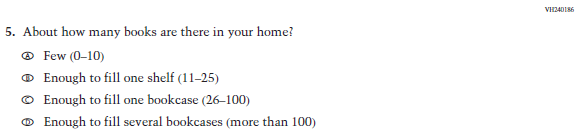 VH240186
5. About how many books are there in your home?
Ⓐ Few (0–10)
Ⓑ Enough to fill one shelf (11–25)
Ⓒ Enough to fill one bookcase (26–100)
Ⓓ Enough to fill several bookcases (more than 100)